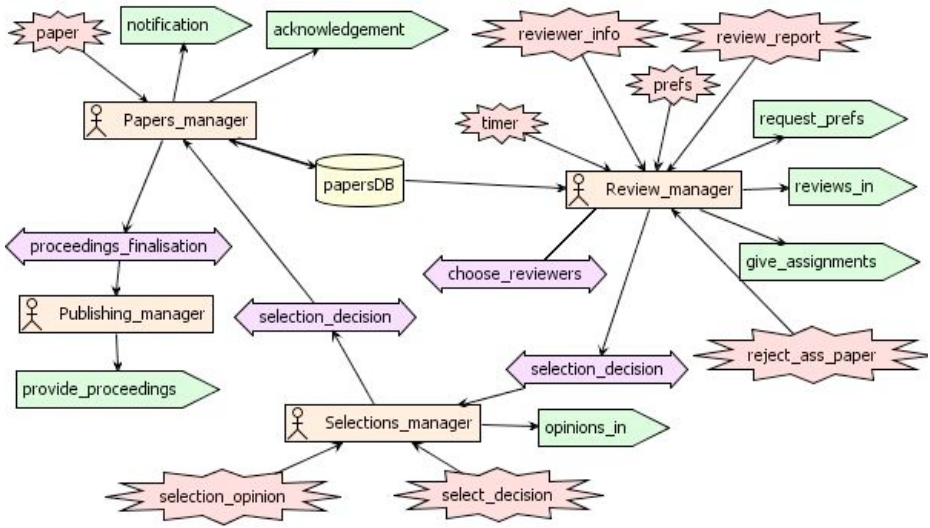 paper
notification
acknowledgement
reviewer_info
review_report
prefs
timer
request_prefs
Papers_manager
papersDB
Review_manager
reviews_in
proceedings_finalisation
choose_reviewers
give_assignments
Publishing_manager
selection_decision
reject_ass_paper
selection_decision
provide_proceedings
Selections_manager
opinions_in
selection_opinion
select_decision